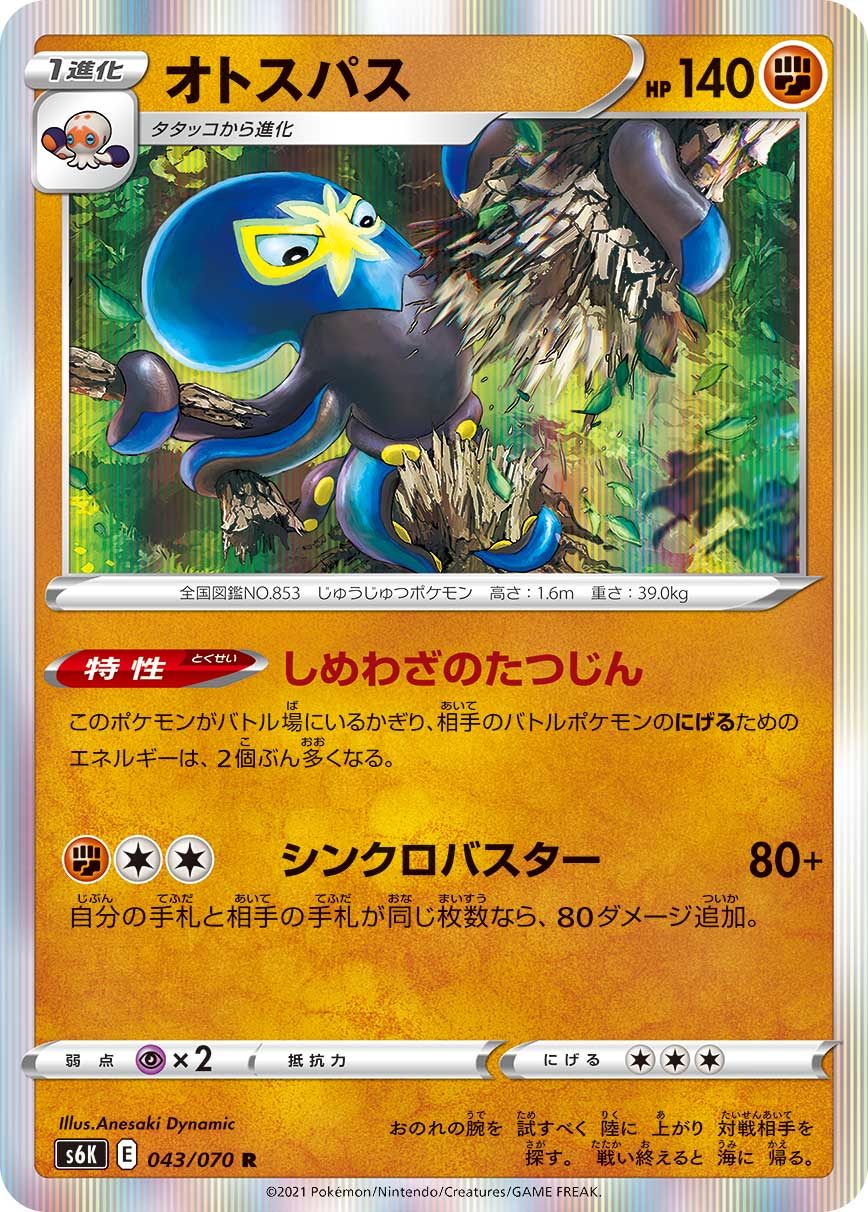 1進化
オトスパス
HP 140
タタッコから進化
全国図鑑NO.853 じゅうじゅつポケモン 高さ：1.6m 重さ：39.0kg
特性 とくせい しめわざのたつじん
このポケモンがバトル場にいるかぎり、相手のバトルポケモンのにげるための
エネルギーは、2個ぶん多くなる。
シンクロバスター 80+
自分の手札と相手の手札が同じ枚数なら、80ダメージ追加。
弱点 ×2 抵抗力 にげる
Illus.Anesaki Dynamic
s6K E 043/070 R
おのれの腕を 試すべく 陸に 上がり 対戦相手を
探す。 戦い終えると 海に 帰る。
©2021 Pokémon/Nintendo/Creatures/GAME FREAK.